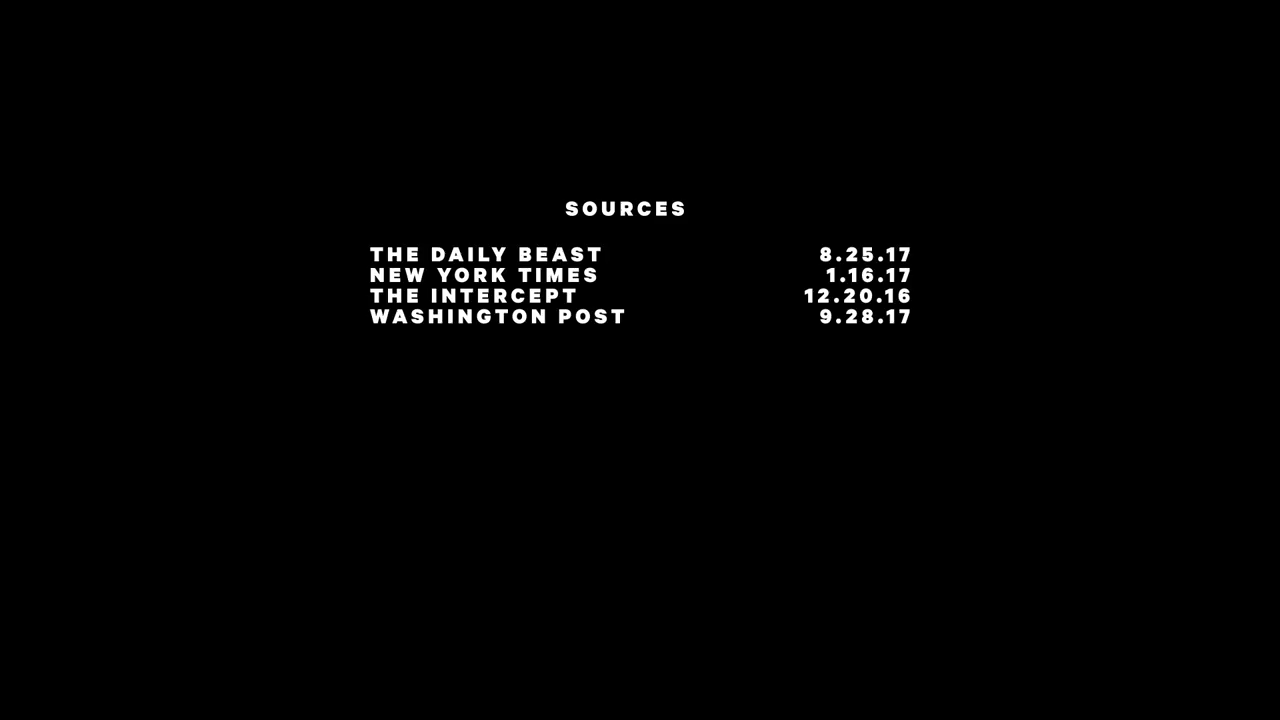 SOURCES
THE DAILY BEAST 8.25.17
NEW YORK TIMES 1.16.17
THE INTERCEPT 12.20.16
WASHINGTON POST 9.28.17